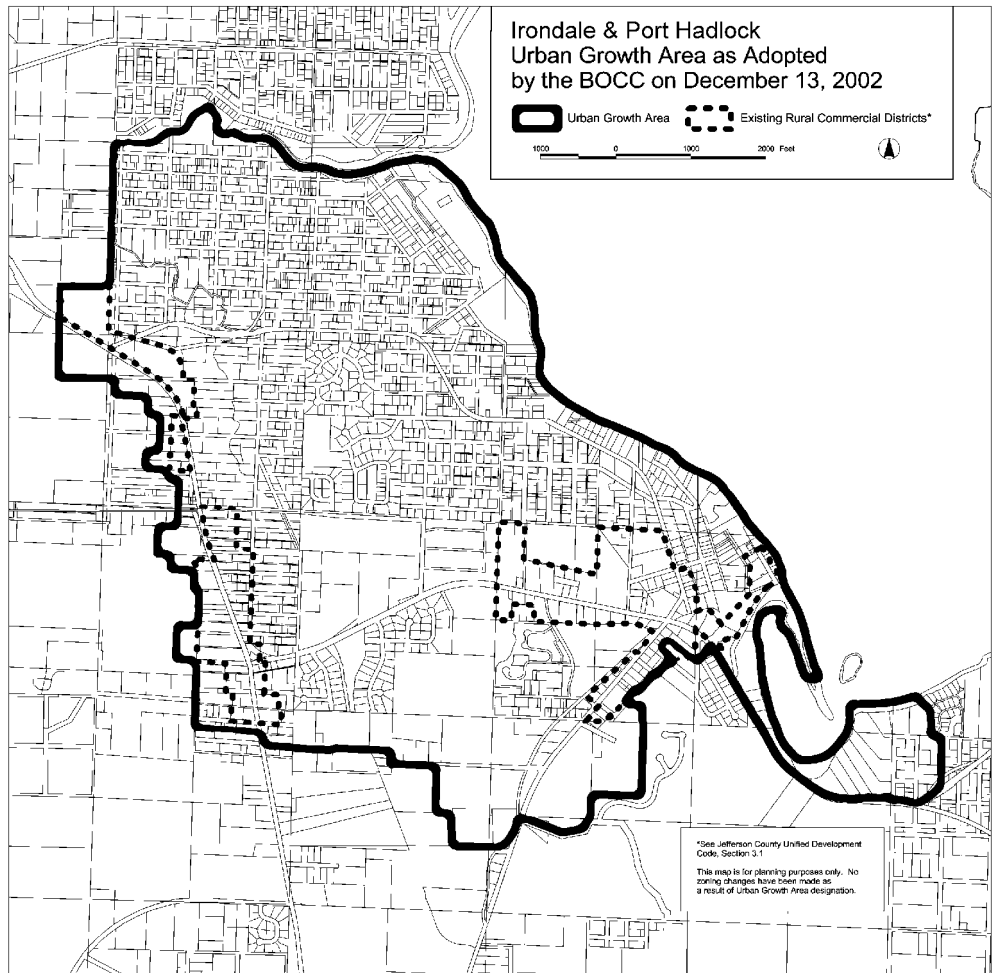 Irondale & Port Hadlock
Urban Growth Area as Adopted
by the BOCC on December 13, 2002
Urban Growth Area
Existing Rural Commercial Districts*
1000 0 1000 2000 Feet
*See Jefferson County Unified Development
Code, Section 3.1
This map is for planning purposes only. No
zoning changes have been made as
a result of Urban Growth Area designation.